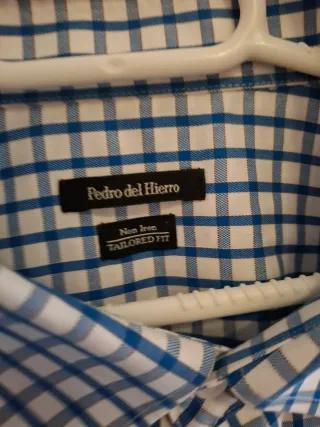 Pedro del Hierro
Non Iron
TAILORED FIT